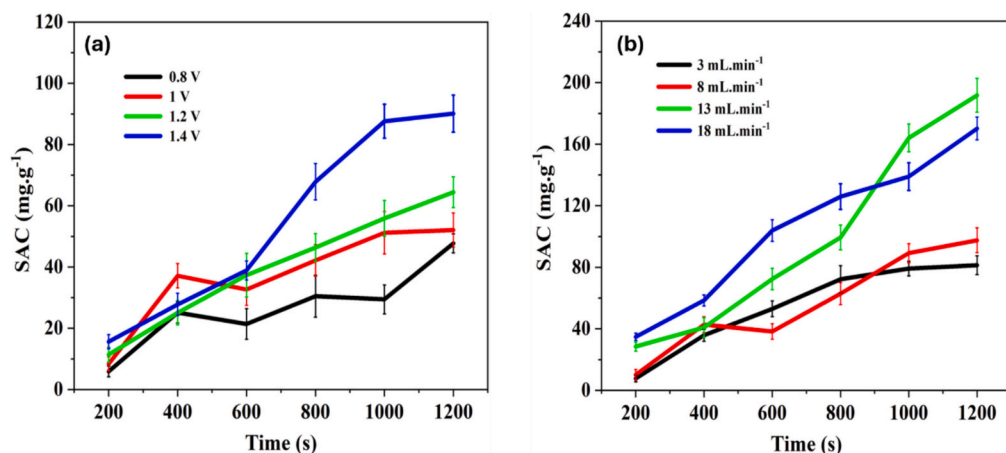 (a)
0.8 V
1 V
1.2 V
1.4 V
SAC (mg.g⁻¹)
120
100
80
60
40
20
0
200 400 600 800 1000 1200
Time (s)
(b)
3 mL.min⁻¹
8 mL.min⁻¹
13 mL.min⁻¹
18 mL.min⁻¹
SAC (mg.g⁻¹)
240
200
160
120
80
40
0
200 400 600 800 1000 1200
Time (s)